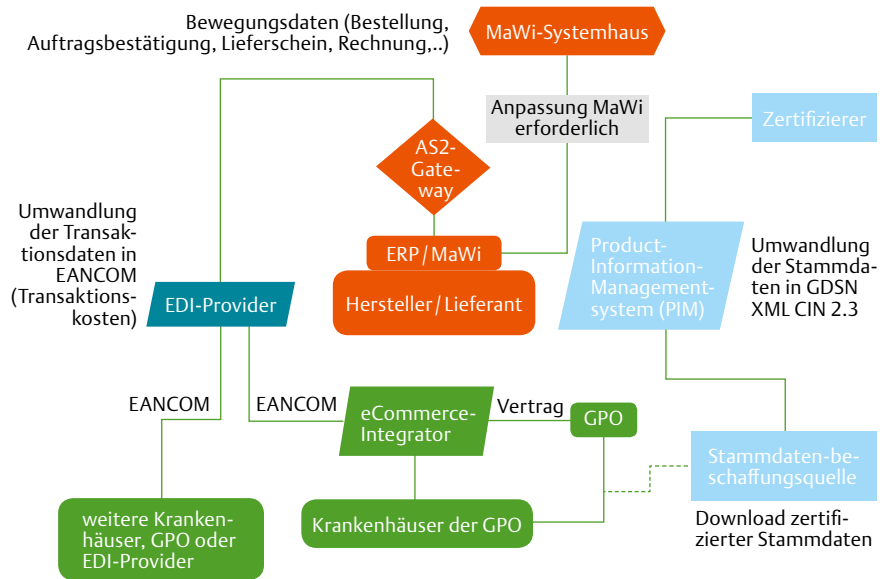 Bewegungsdaten (Bestellung,
Auftragsbestätigung, Lieferschein, Rechnung,..)
MaWi-Systemhaus
Anpassung MaWi
erforderlich
Zertifizierer
AS2-
Gate-
way
Umwandlung
der Transak-
tionsdaten in
EANCOM
(Transaktions-
kosten)
EDI-Provider
ERP/MaWi
Hersteller/Lieferant
Product-
Information-
Management-
system (PIM)
Umwandlung
der Stammda-
ten in GDSN
XML CIN 2.3
EANCOM
EANCOM
eCommerce-
Integrator
Vertrag
GPO
Stammdaten-be-
schaffungsquelle
weitere Kranken-
häuser, GPO oder
EDI-Provider
Krankenhäuser der GPO
Download zertifi-
zierter Stammdaten